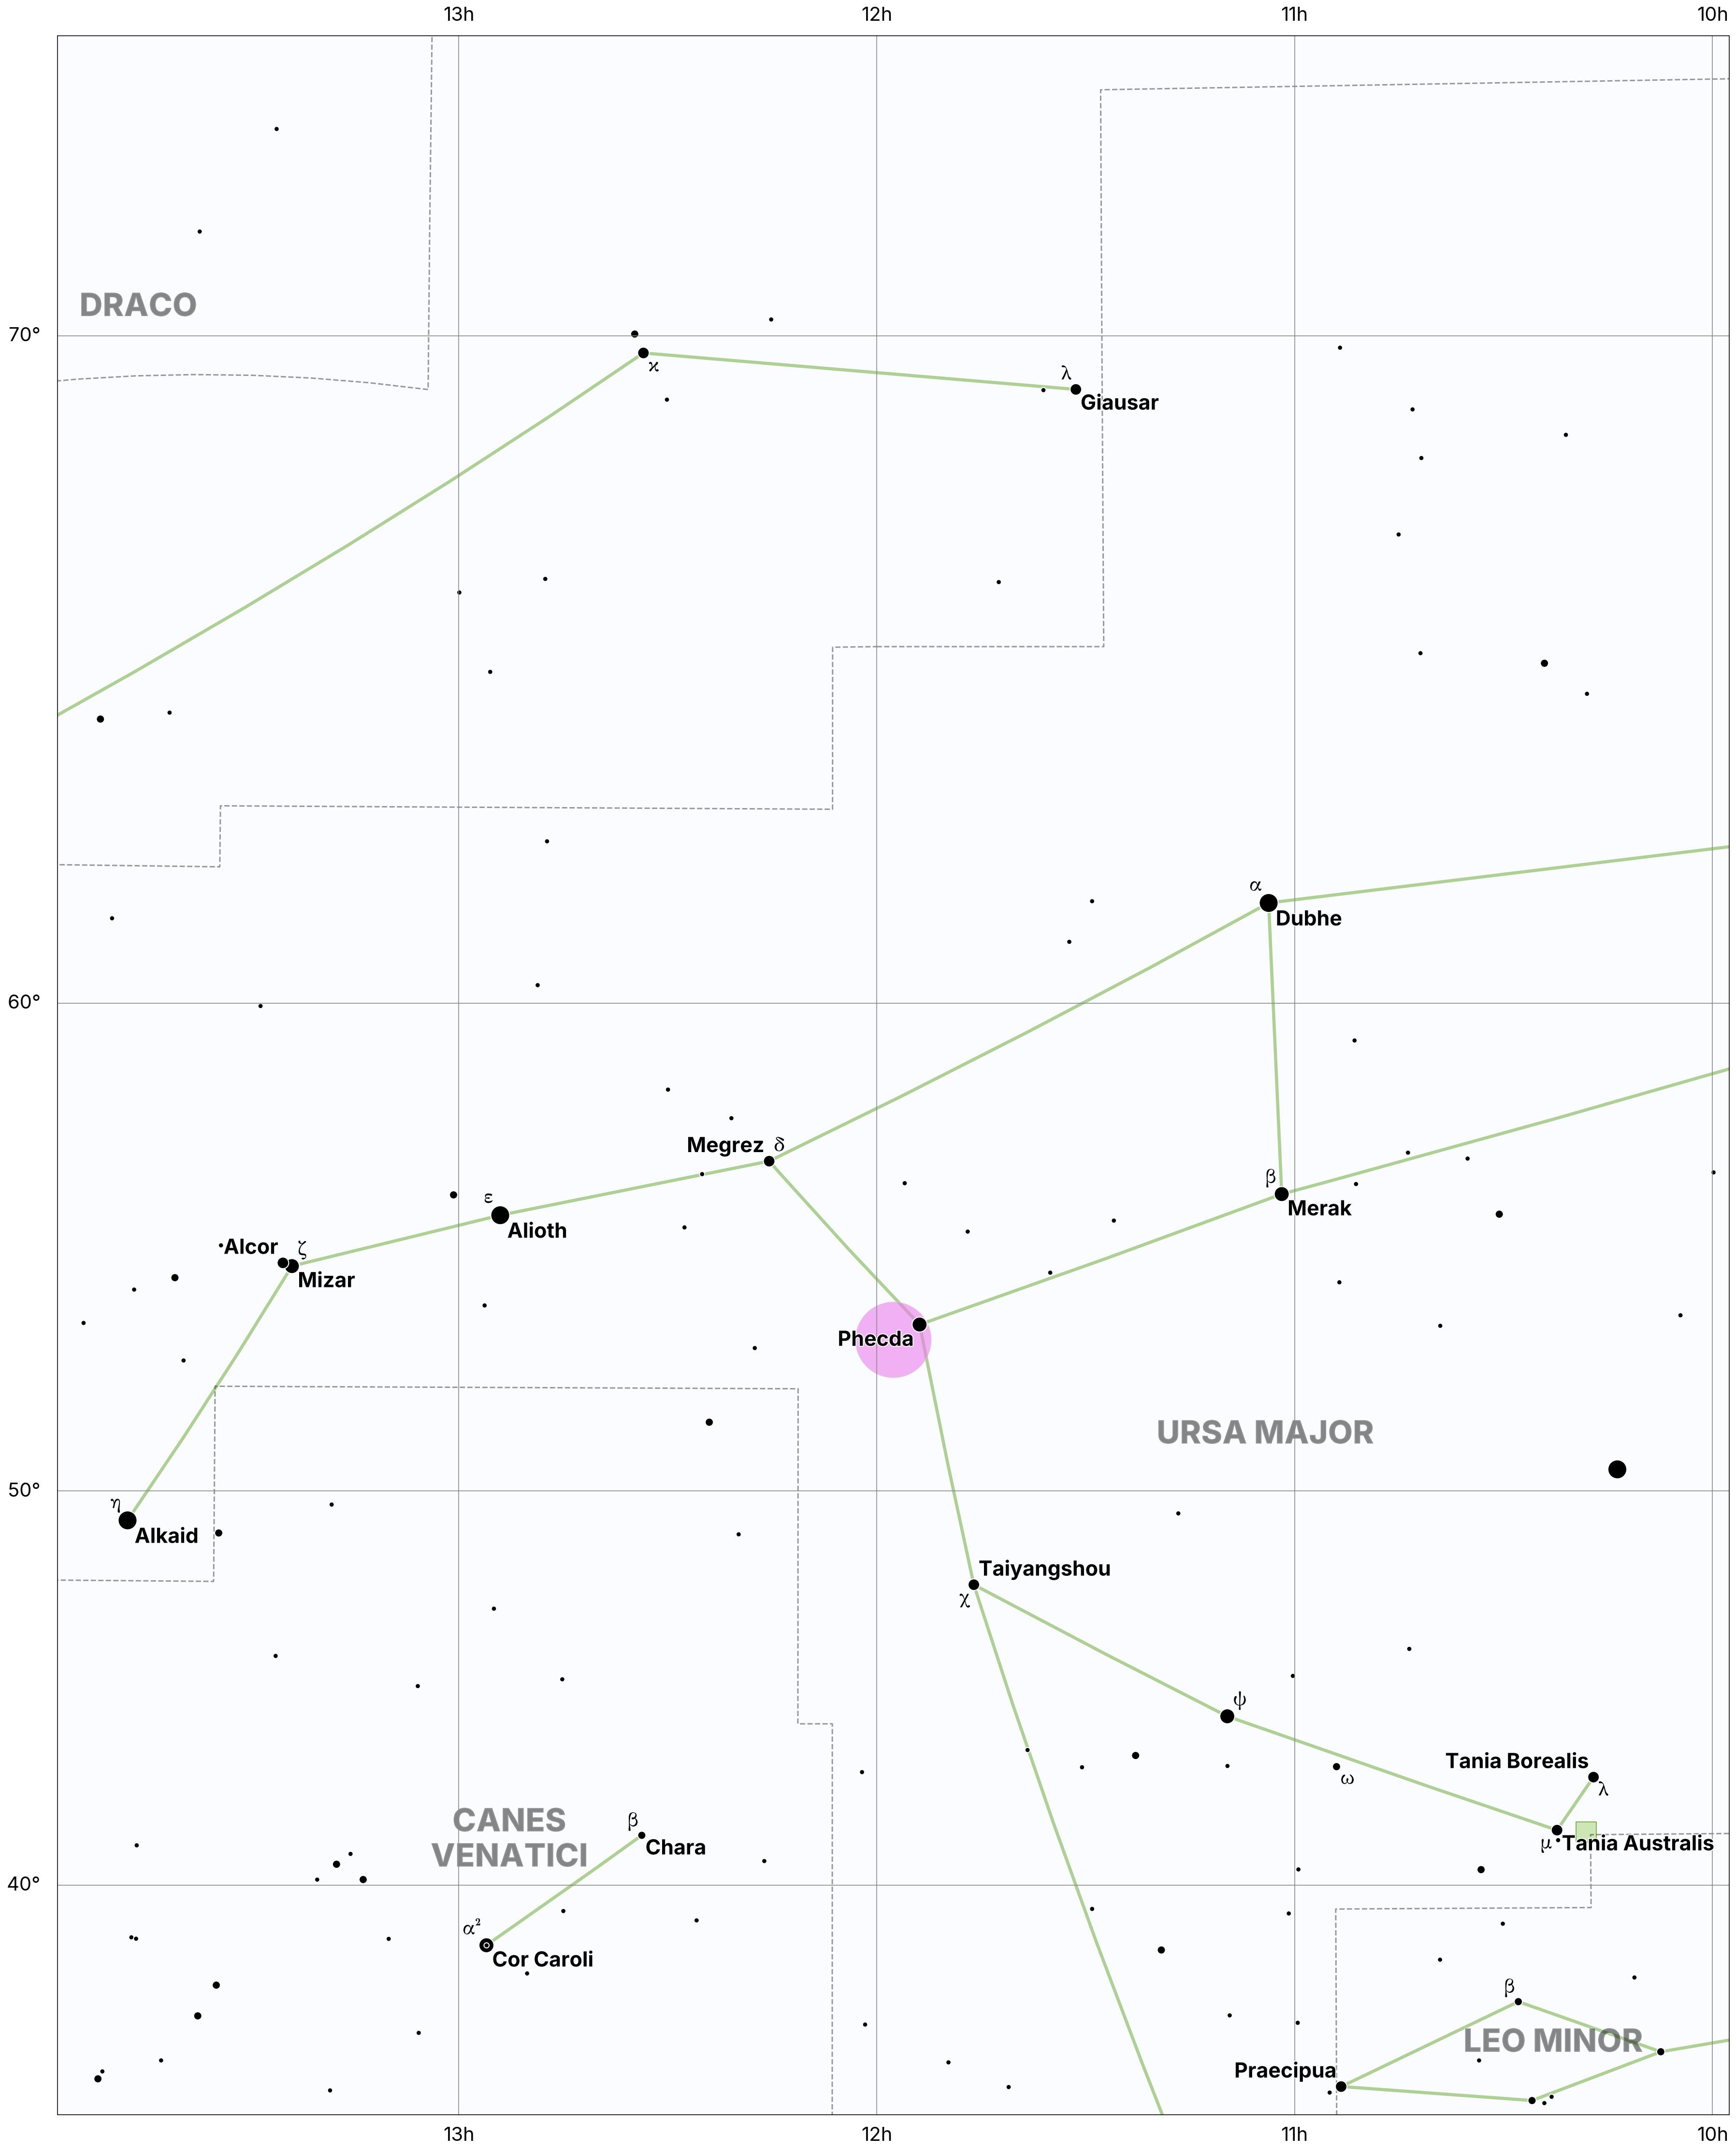 13h 12h 11h 10h
DRACO
70°
ϰ
λ
Giausar
α
Dubhe
60°
Megrez δ
β
Merak
ε
Alioth
Alcor ζ
Mizar
Phecda
URSA MAJOR
50°
η
Alkaid
Taiyangshou
χ
ψ
Tania Borealis
λ
ω
CANES
VENATICI
β
Chara
μ Tania Australis
40°
α²
Cor Caroli
β
LEO MINOR
Praecipua
13h 12h 11h 10h